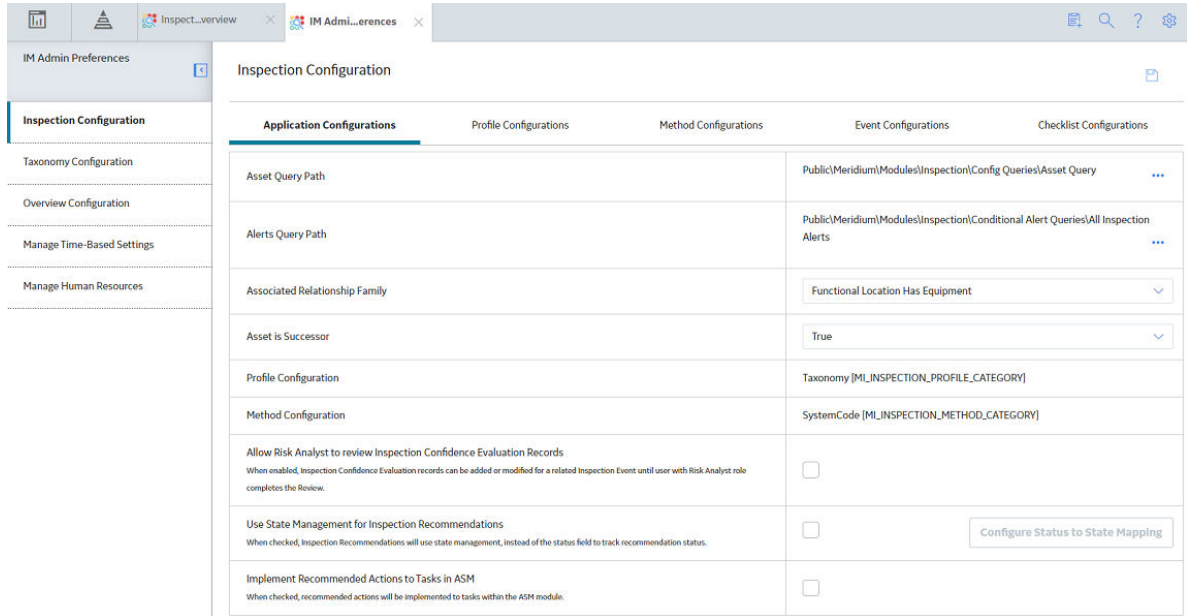 Inspect...verview
IM Admi...erences
IM Admin Preferences
Inspection Configuration
Taxonomy Configuration
Overview Configuration
Manage Time-Based Settings
Manage Human Resources
Inspection Configuration
Application Configurations
Profile Configurations
Method Configurations
Event Configurations
Checklist Configurations
Asset Query Path
Public\Meridium\Modules\Inspection\Config Queries\Asset Query
Alerts Query Path
Public\Meridium\Modules\Inspection\Conditional Alert Queries\All Inspection
Alerts
Associated Relationship Family
Functional Location Has Equipment
Asset is Successor
True
Profile Configuration
Taxonomy [MI_INSPECTION_PROFILE_CATEGORY]
Method Configuration
SystemCode [MI_INSPECTION_METHOD_CATEGORY]
Allow Risk Analyst to review Inspection Confidence Evaluation Records
When enabled, Inspection Confidence Evaluation records can be added or modified for a related Inspection Event until user with Risk Analyst role
completes the Review.
Use State Management for Inspection Recommendations
When checked, Inspection Recommendations will use state management, instead of the status field to track recommendation status.
Configure Status to State Mapping
Implement Recommended Actions to Tasks in ASM
When checked, recommended actions will be implemented to tasks within the ASM module.